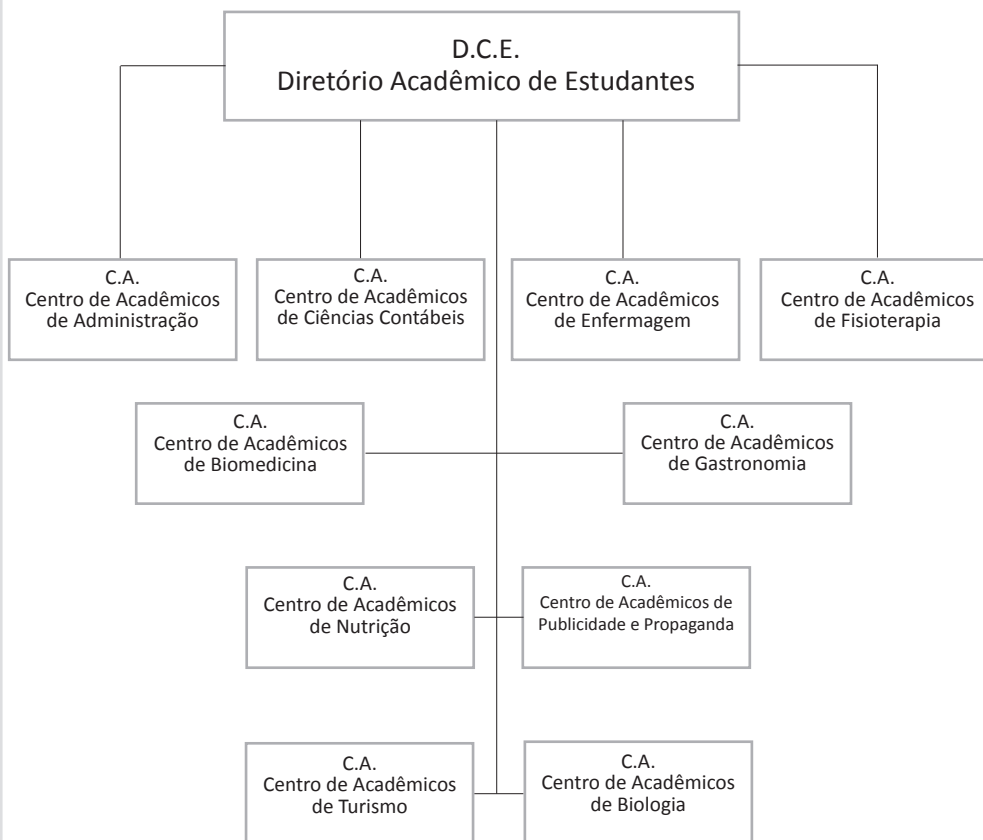 D.C.E.
Diretório Acadêmico de Estudantes
C.A.
Centro de Acadêmicos
de Administração
C.A.
Centro de Acadêmicos
de Ciências Contábeis
C.A.
Centro de Acadêmicos
de Enfermagem
C.A.
Centro de Acadêmicos
de Fisioterapia
C.A.
Centro de Acadêmicos
de Biomedicina
C.A.
Centro de Acadêmicos
de Gastronomia
C.A.
Centro de Acadêmicos
de Nutrição
C.A.
Centro de Acadêmicos de
Publicidade e Propaganda
C.A.
Centro de Acadêmicos
de Turismo
C.A.
Centro de Acadêmicos
de Biologia